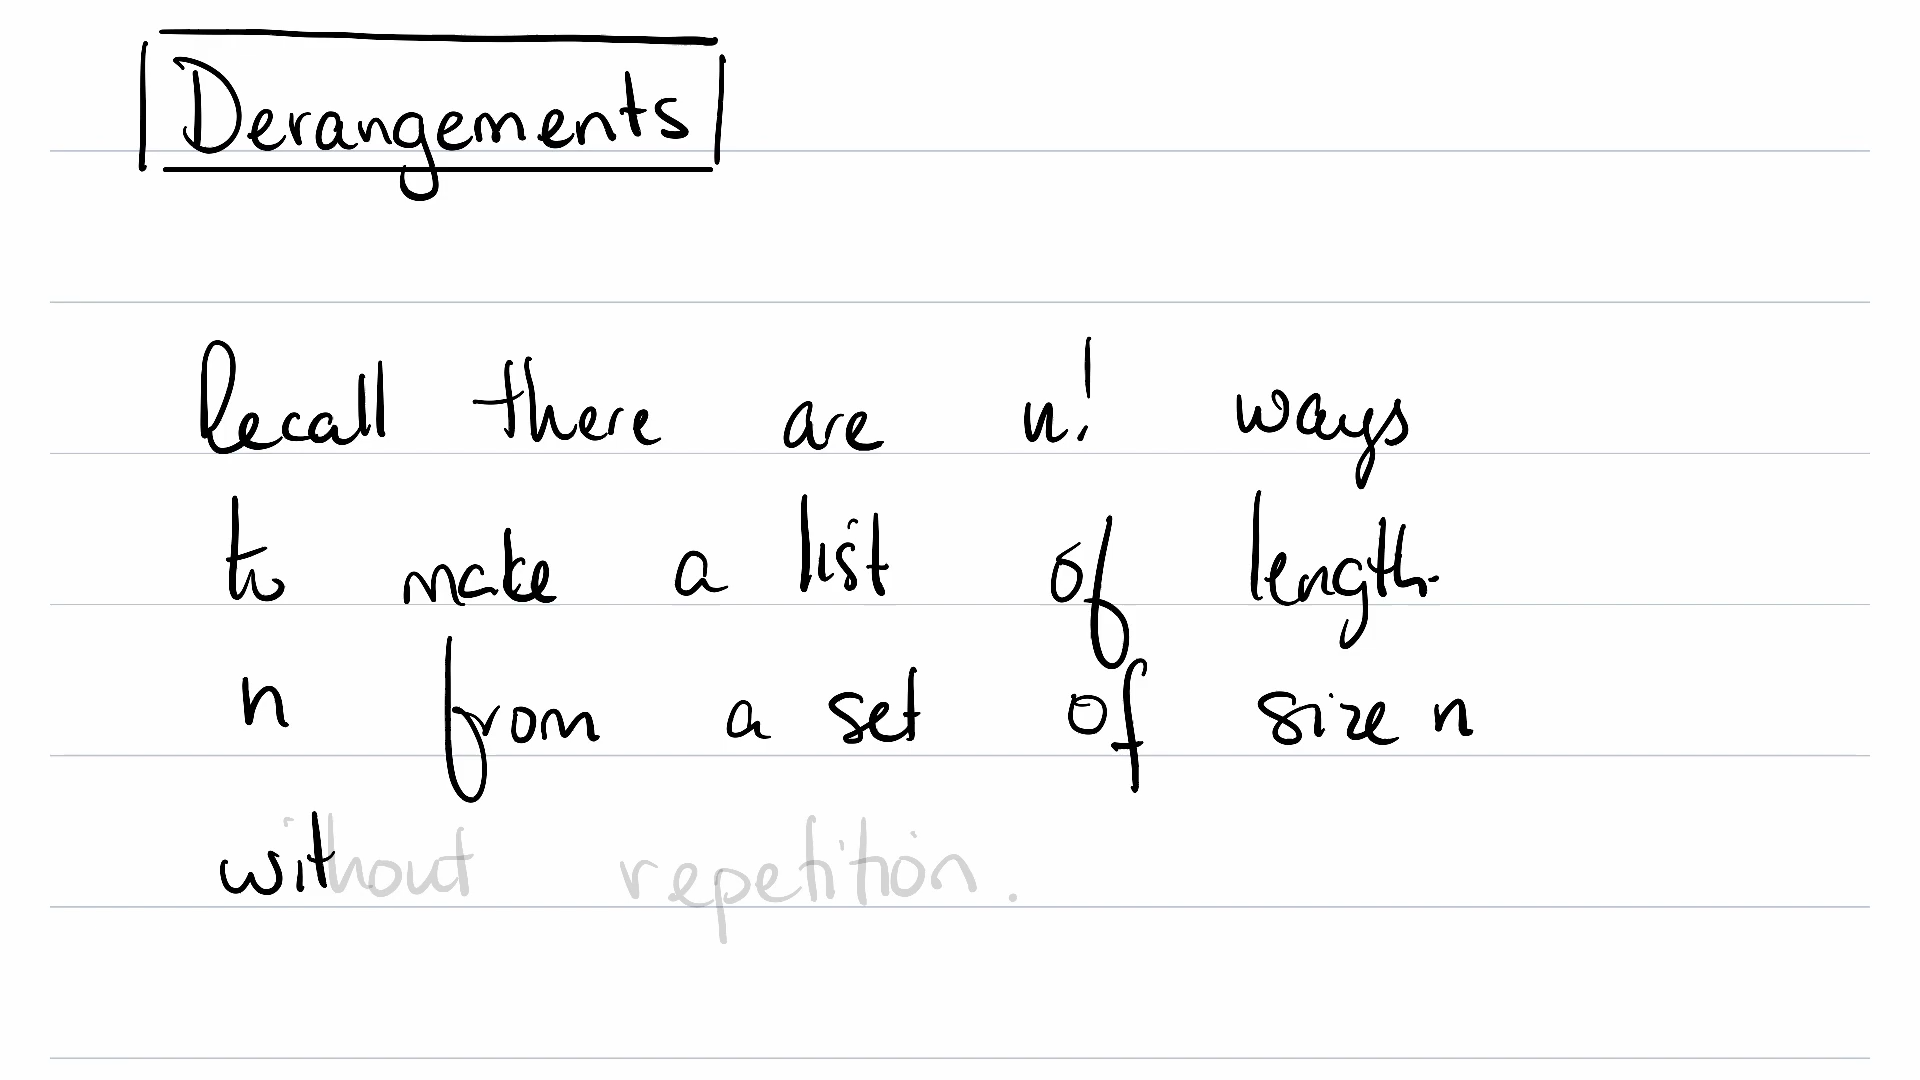 Derangements
Recall there are n! ways
to make a list of length
n from a set of size n
without repetition.